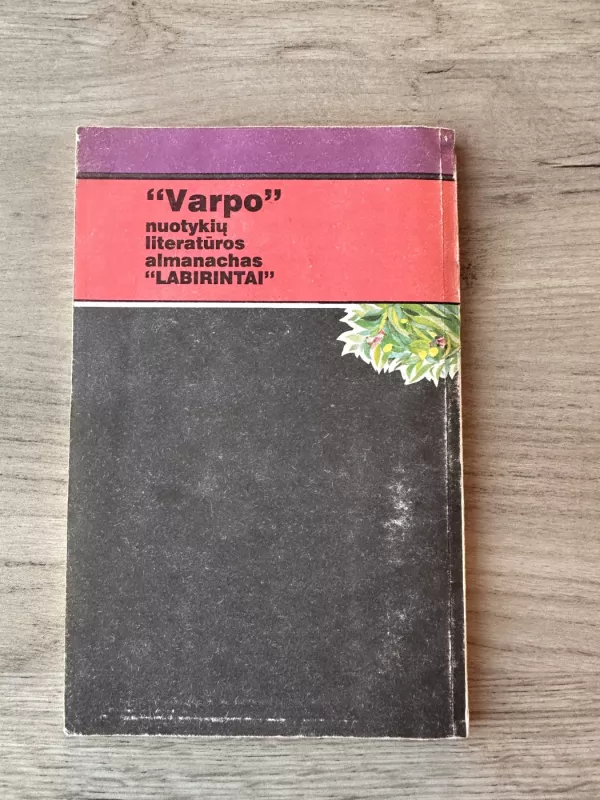 “Varpo”
nuotykių
literatūros
almanachas
“LABIRINTAI”